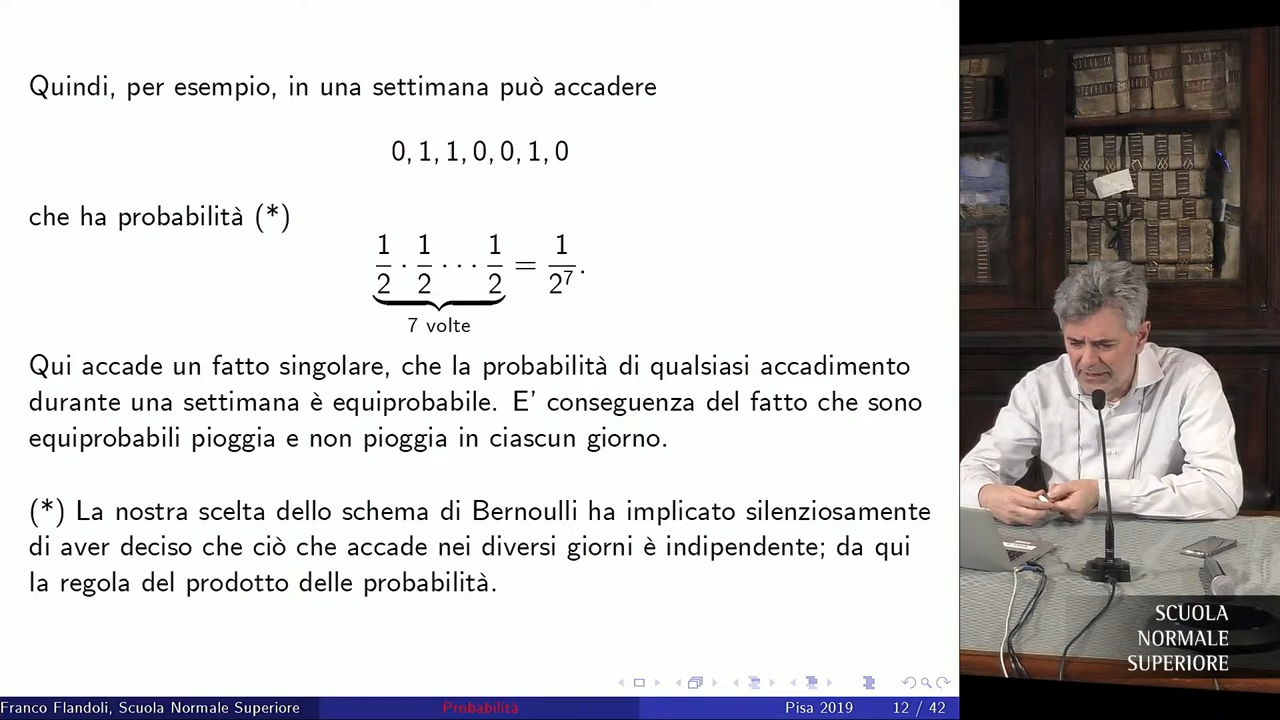 Quindi, per esempio, in una settimana può accadere
0, 1, 1, 0, 0, 1, 0
che ha probabilità (*)
1/2 · 1/2 · · · 1/2 = 1/2^7.
7 volte
Qui accade un fatto singolare, che la probabilità di qualsiasi accadimento
durante una settimana è equiprobabile. E' conseguenza del fatto che sono
equiprobabili pioggia e non pioggia in ciascun giorno.
(*) La nostra scelta dello schema di Bernoulli ha implicato silenziosamente
di aver deciso che ciò che accade nei diversi giorni è indipendente; da qui
la regola del prodotto delle probabilità.
Franco Flandoli, Scuola Normale Superiore
Probabilità
Pisa 2019
12 / 42
SCUOLA
NORMALE
SUPERIORE